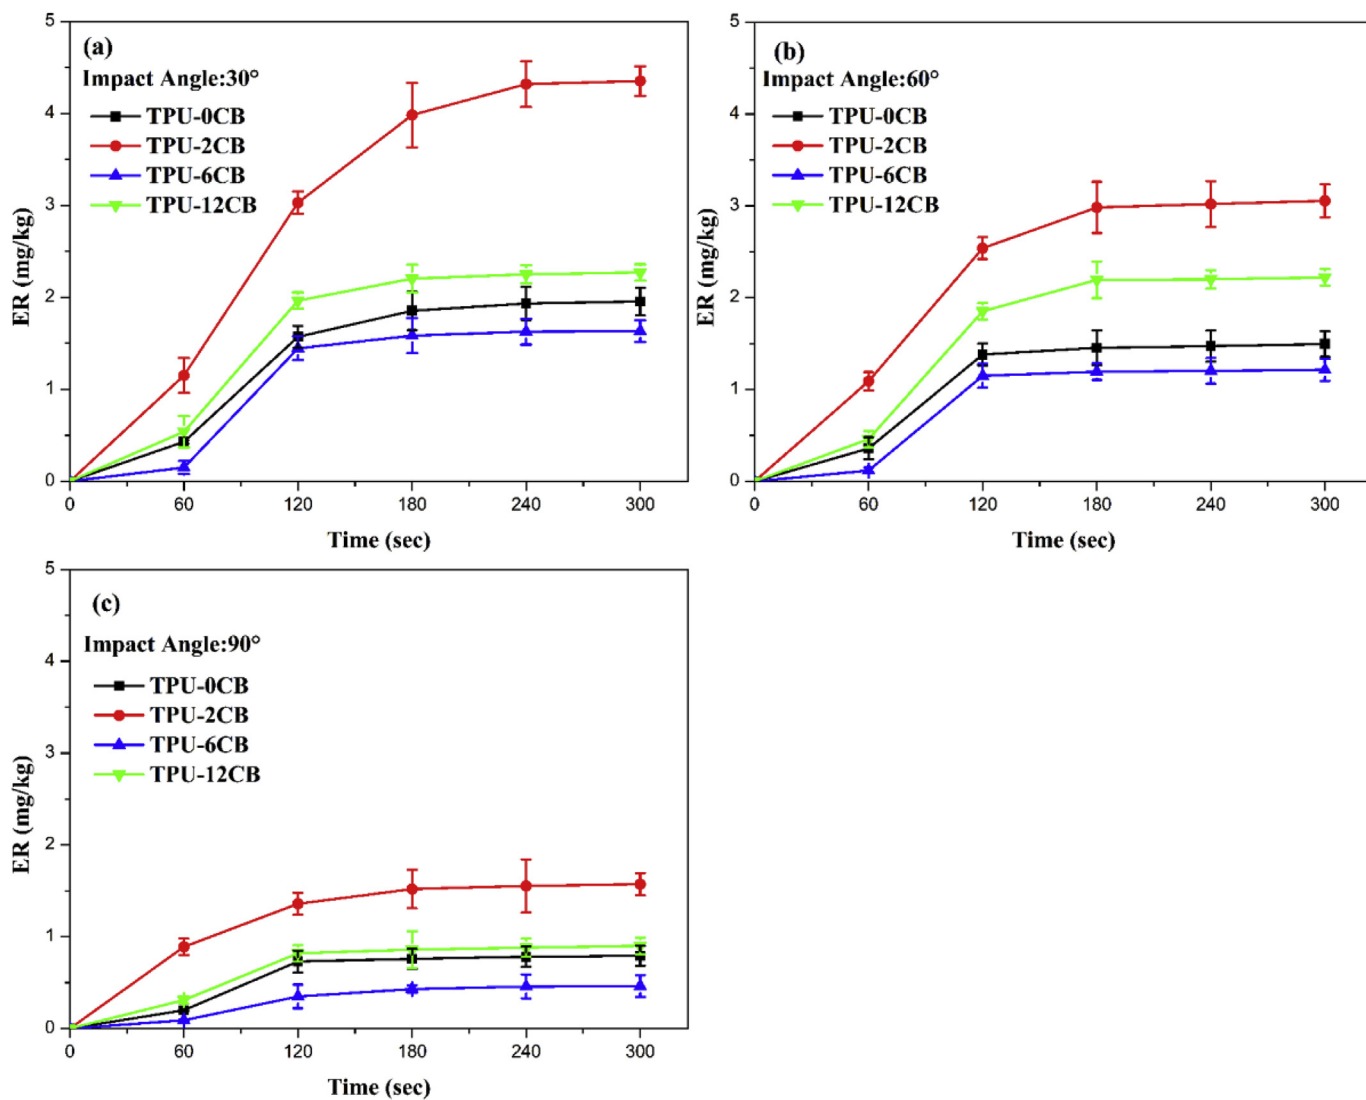 (a)
Impact Angle:30°
TPU-0CB
TPU-2CB
TPU-6CB
TPU-12CB
ER (mg/kg)
5
4
3
2
1
0
0 60 120 180 240 300
Time (sec)
(b)
Impact Angle:60°
TPU-0CB
TPU-2CB
TPU-6CB
TPU-12CB
ER (mg/kg)
5
4
3
2
1
0
0 60 120 180 240 300
Time (sec)
(c)
Impact Angle:90°
TPU-0CB
TPU-2CB
TPU-6CB
TPU-12CB
ER (mg/kg)
5
4
3
2
1
0
0 60 120 180 240 300
Time (sec)